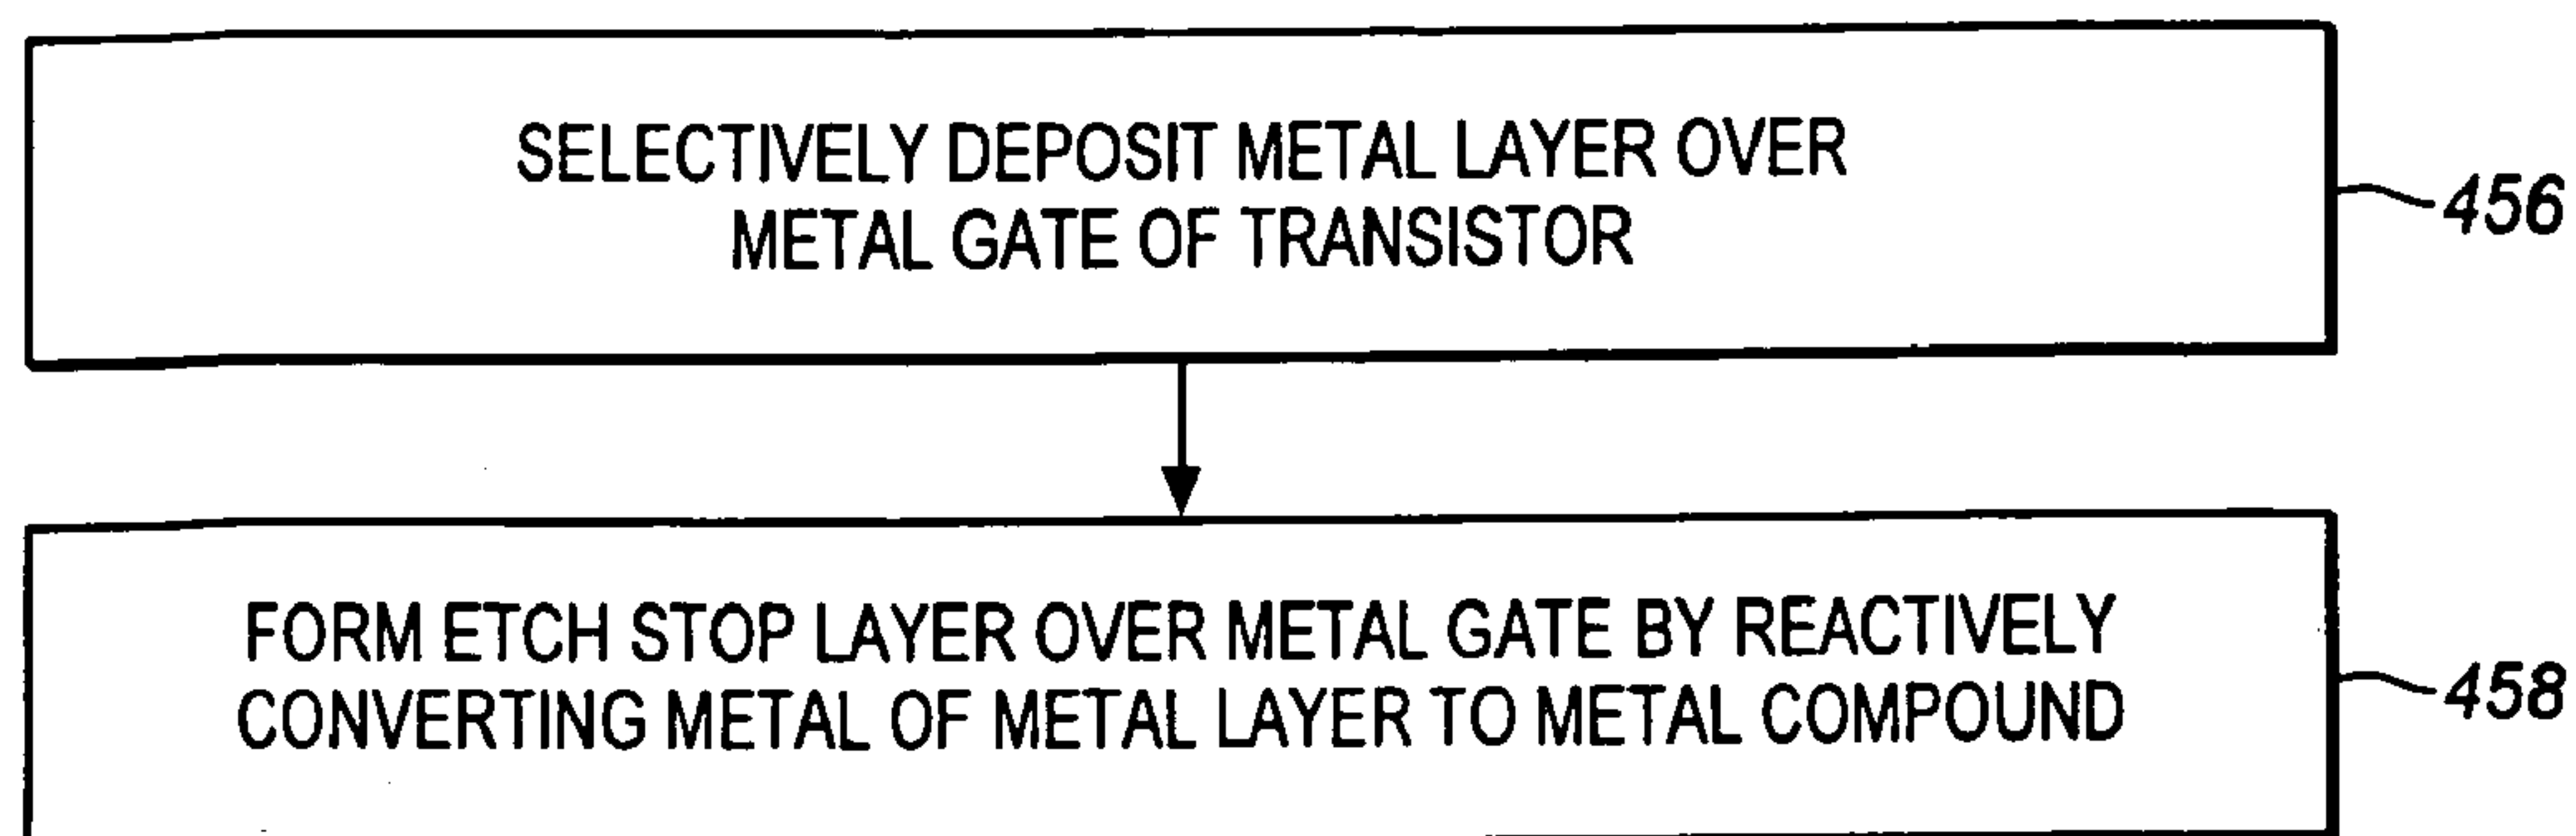 SELECTIVELY DEPOSIT METAL LAYER OVER
METAL GATE OF TRANSISTOR
456
FORM ETCH STOP LAYER OVER METAL GATE BY REACTIVELY
CONVERTING METAL OF METAL LAYER TO METAL COMPOUND
458